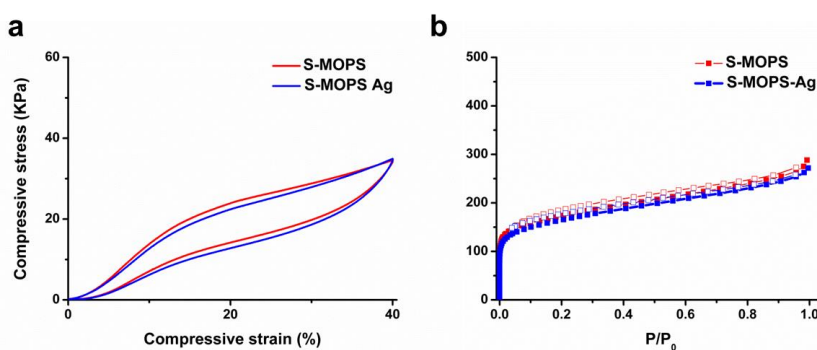 a
60
40
20
0
Compressive stress (KPa)
S-MOPS
S-MOPS Ag
0
20
40
Compressive strain (%)
b
500
400
300
200
100
0
S-MOPS
S-MOPS-Ag
0.0
0.2
0.4
0.6
0.8
1.0
P/P₀